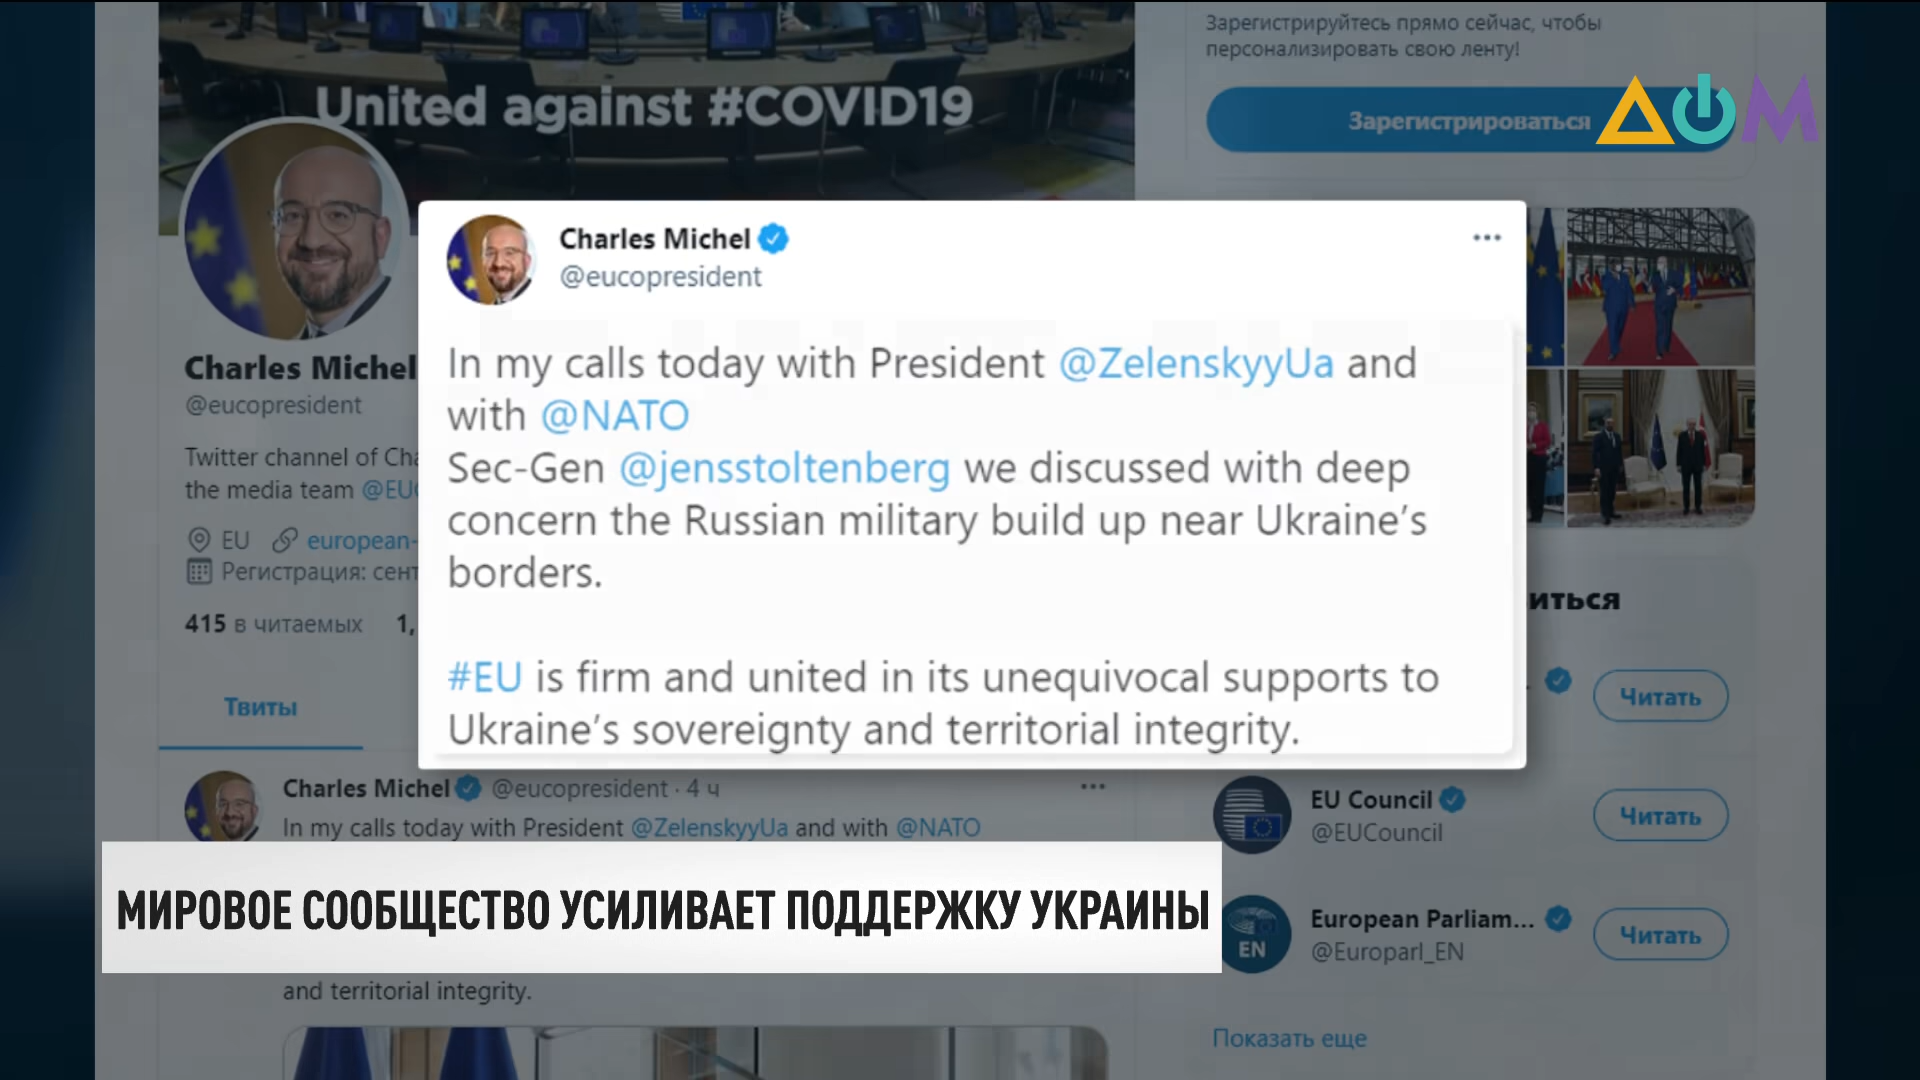 United against #COVID19
Зарегистрируйтесь прямо сейчас, чтобы
персонализировать свою ленту!
Зарегистрироваться
ДОМ
Charles Michel
@eucopresident
In my calls today with President @ZelenskyyUa and
with @NATO
Sec-Gen @jensstoltenberg we discussed with deep
concern the Russian military build up near Ukraine’s
borders.
#EU is firm and united in its unequivocal supports to
Ukraine’s sovereignty and territorial integrity.
Charles Michel
@eucopresident
Twitter channel of Cha
the media team @EU
EU european-
Регистрация: сент
415 в читаемых 1,
Твиты
Charles Michel @eucopresident · 4 ч
In my calls today with President @ZelenskyyUa and with @NATO
МИРОВОЕ СООБЩЕСТВО УСИЛИВАЕТ ПОДДЕРЖКУ УКРАИНЫ
and territorial integrity.
иться
Читать
EU Council
@EUCouncil
Читать
EN
European Parliam...
@Europarl_EN
Читать
Показать еще